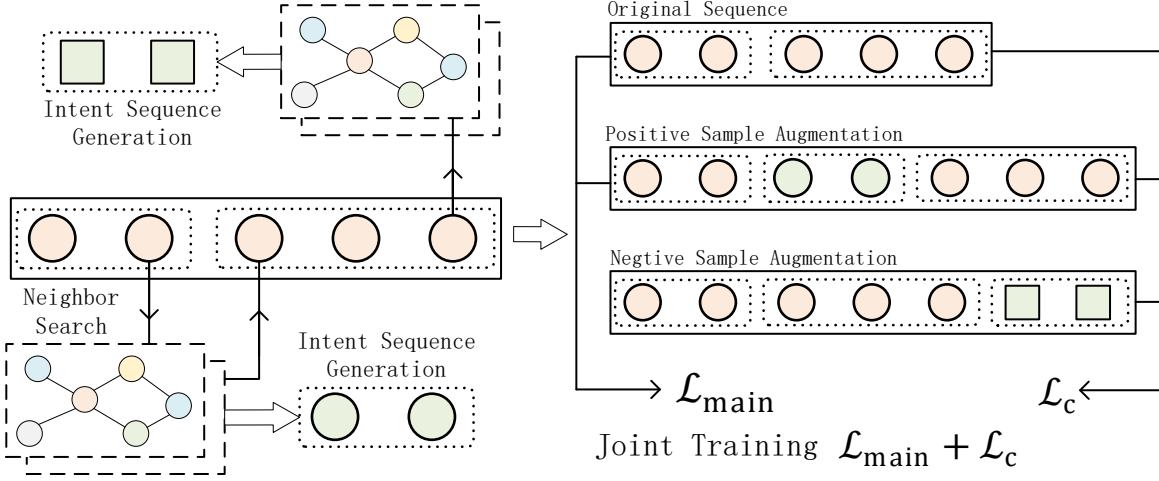 Intent Sequence
Generation
Neighbor
Search
Intent Sequence
Generation
Original Sequence
Positive Sample Augmentation
Negtive Sample Augmentation
ℒmain
ℒc
Joint Training ℒmain + ℒc